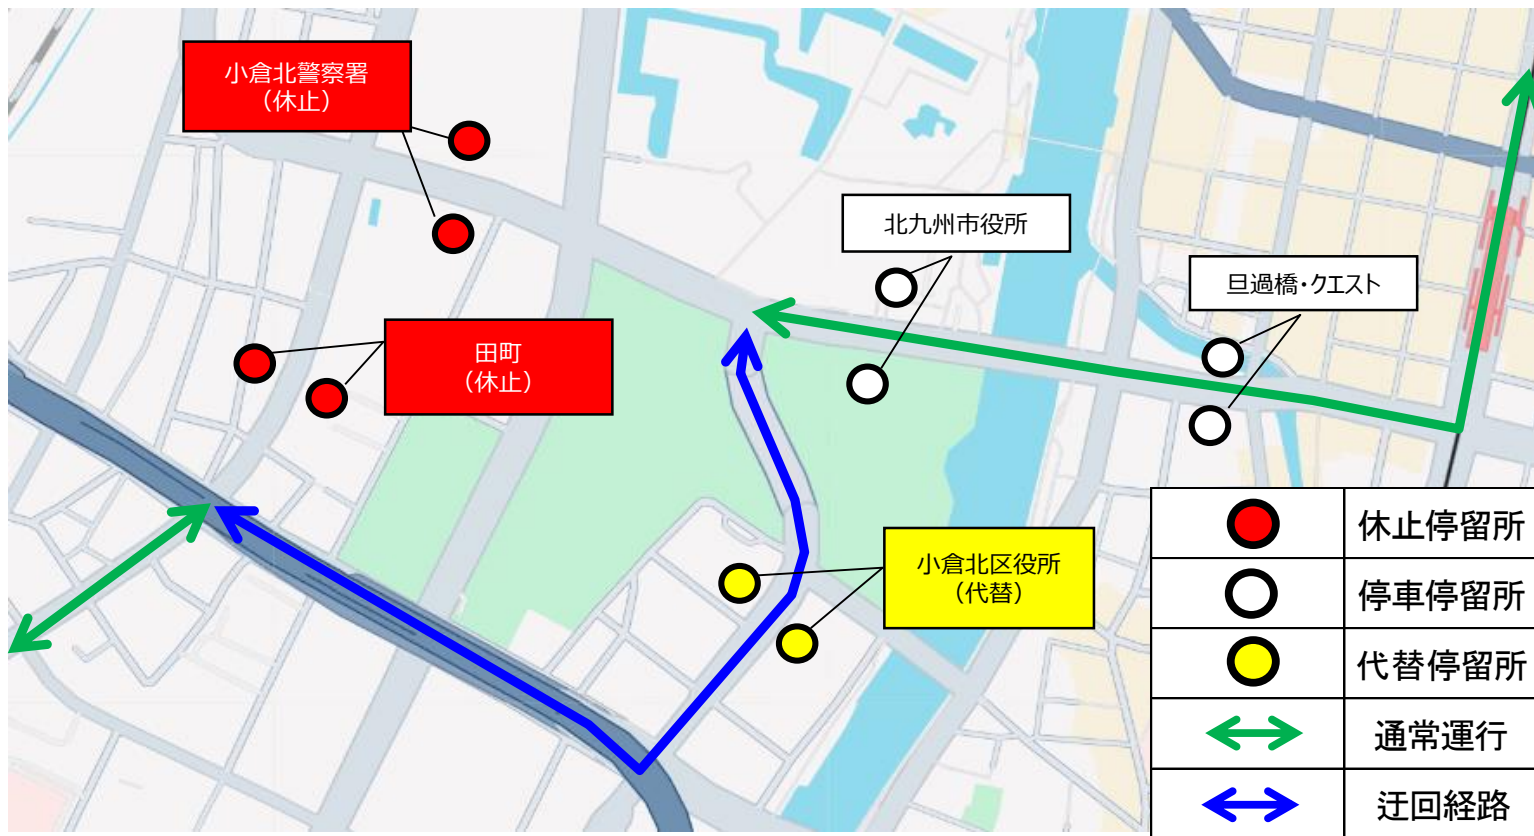 小倉北警察署
（休止）
北九州市役所
旦過橋・クエスト
田町
（休止）
小倉北区役所
（代替）
休止停留所
停車停留所
代替停留所
通常運行
迂回経路